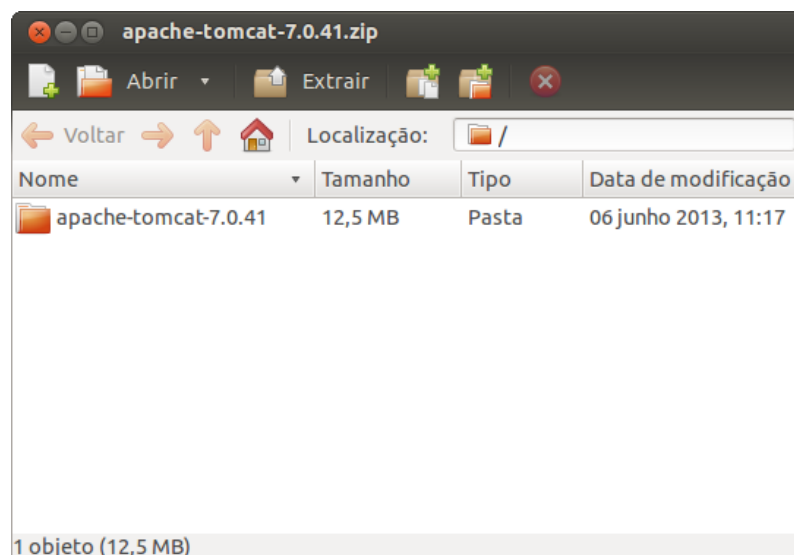 apache-tomcat-7.0.41.zip
Abrir Extrair
Voltar Localização: /
Nome Tamanho Tipo Data de modificação
apache-tomcat-7.0.41 12,5 MB Pasta 06 junho 2013, 11:17
1 objeto (12,5 MB)